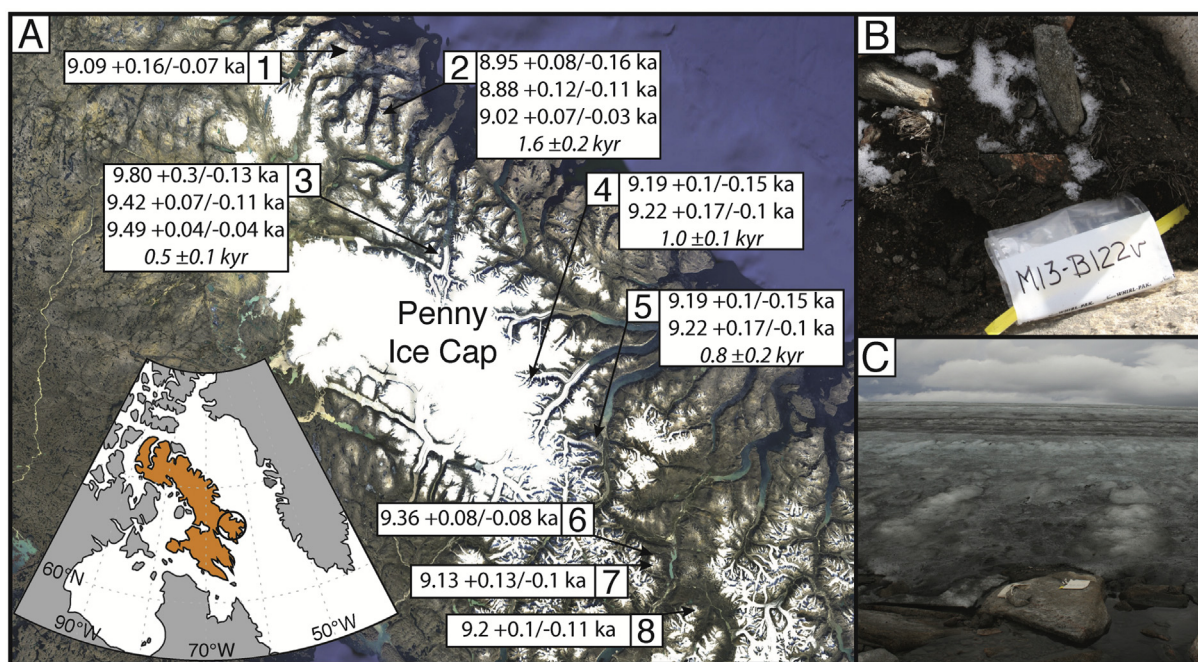 A
9.09 +0.16/-0.07 ka 1
2
8.95 +0.08/-0.16 ka
8.88 +0.12/-0.11 ka
9.02 +0.07/-0.03 ka
1.6 ±0.2 kyr
9.80 +0.3/-0.13 ka
9.42 +0.07/-0.11 ka
9.49 +0.04/-0.04 ka
0.5 ±0.1 kyr
3
4
9.19 +0.1/-0.15 ka
9.22 +0.17/-0.1 ka
1.0 ±0.1 kyr
5
9.19 +0.1/-0.15 ka
9.22 +0.17/-0.1 ka
0.8 ±0.2 kyr
Penny
Ice Cap
9.36 +0.08/-0.08 ka 6
9.13 +0.13/-0.1 ka 7
9.2 +0.1/-0.11 ka 8
60°N
90°W
70°W
50°W
B
M13-B122v
WHIRL-PAK
C